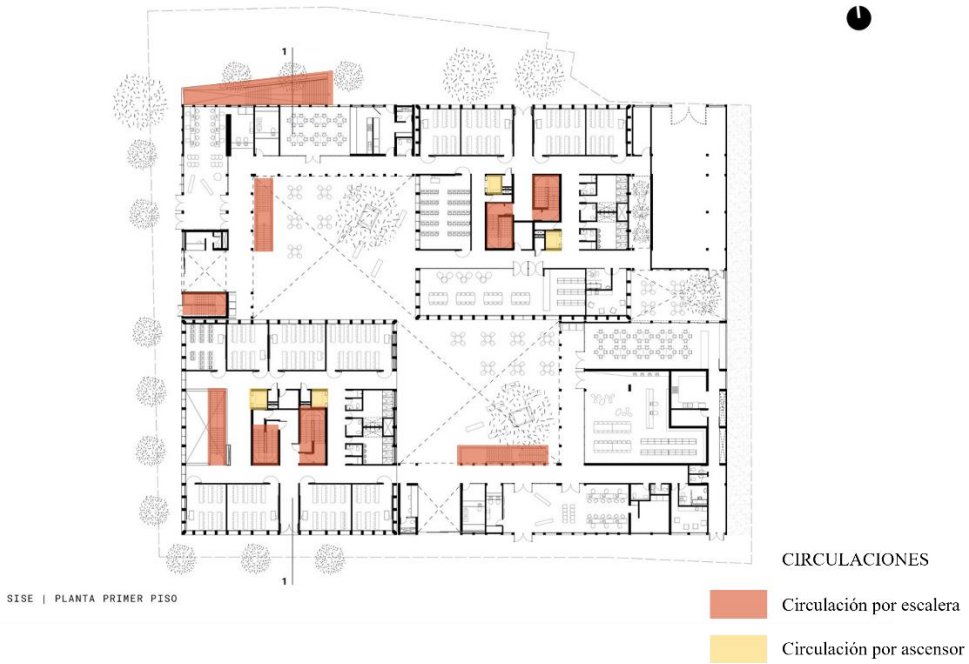 1
1
SISE | PLANTA PRIMER PISO
CIRCULACIONES
Circulación por escalera
Circulación por ascensor